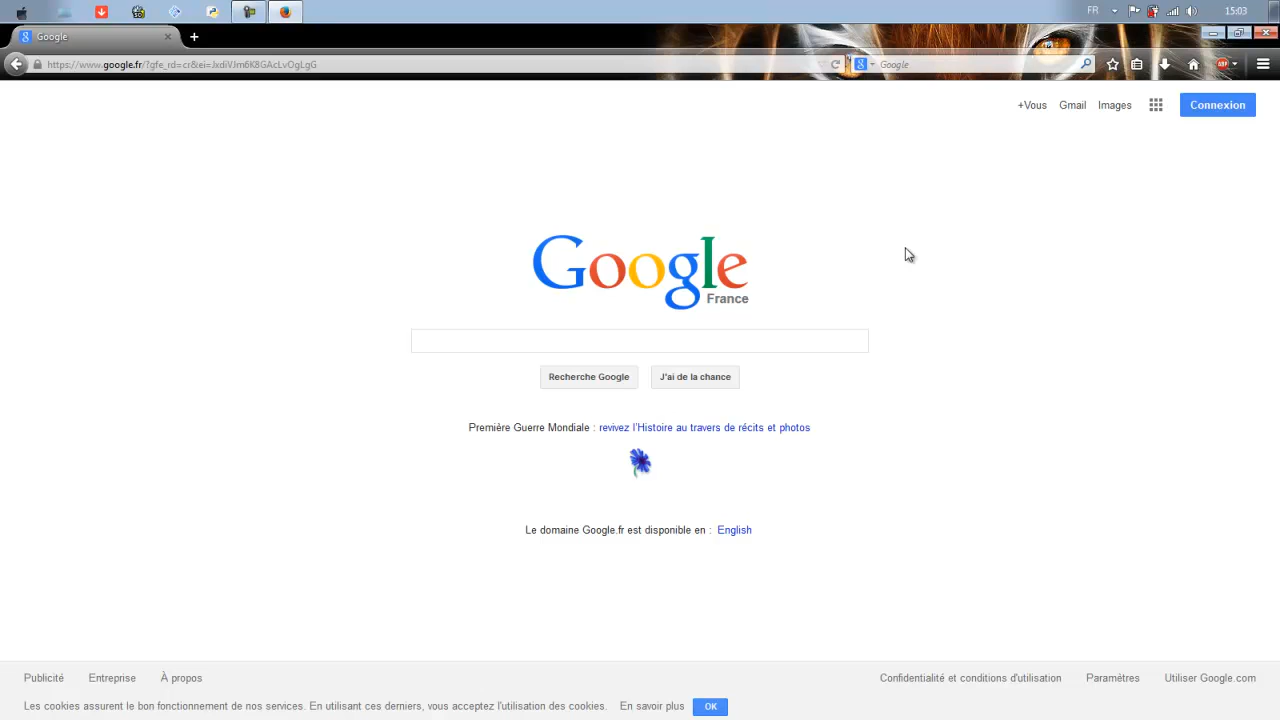 FR
15:03
Google
https://www.google.fr/?gfe_rd=cr&ei=JxdiVJm6K8GAcLvOgLgG
Google
ABP
+Vous Gmail Images Connexion
Google
France
Recherche Google J'ai de la chance
Première Guerre Mondiale : revivez l'Histoire au travers de récits et photos
Le domaine Google.fr est disponible en : English
Publicité Entreprise À propos Confidentialité et conditions d'utilisation Paramètres Utiliser Google.com
Les cookies assurent le bon fonctionnement de nos services. En utilisant ces derniers, vous acceptez l'utilisation des cookies. En savoir plus OK